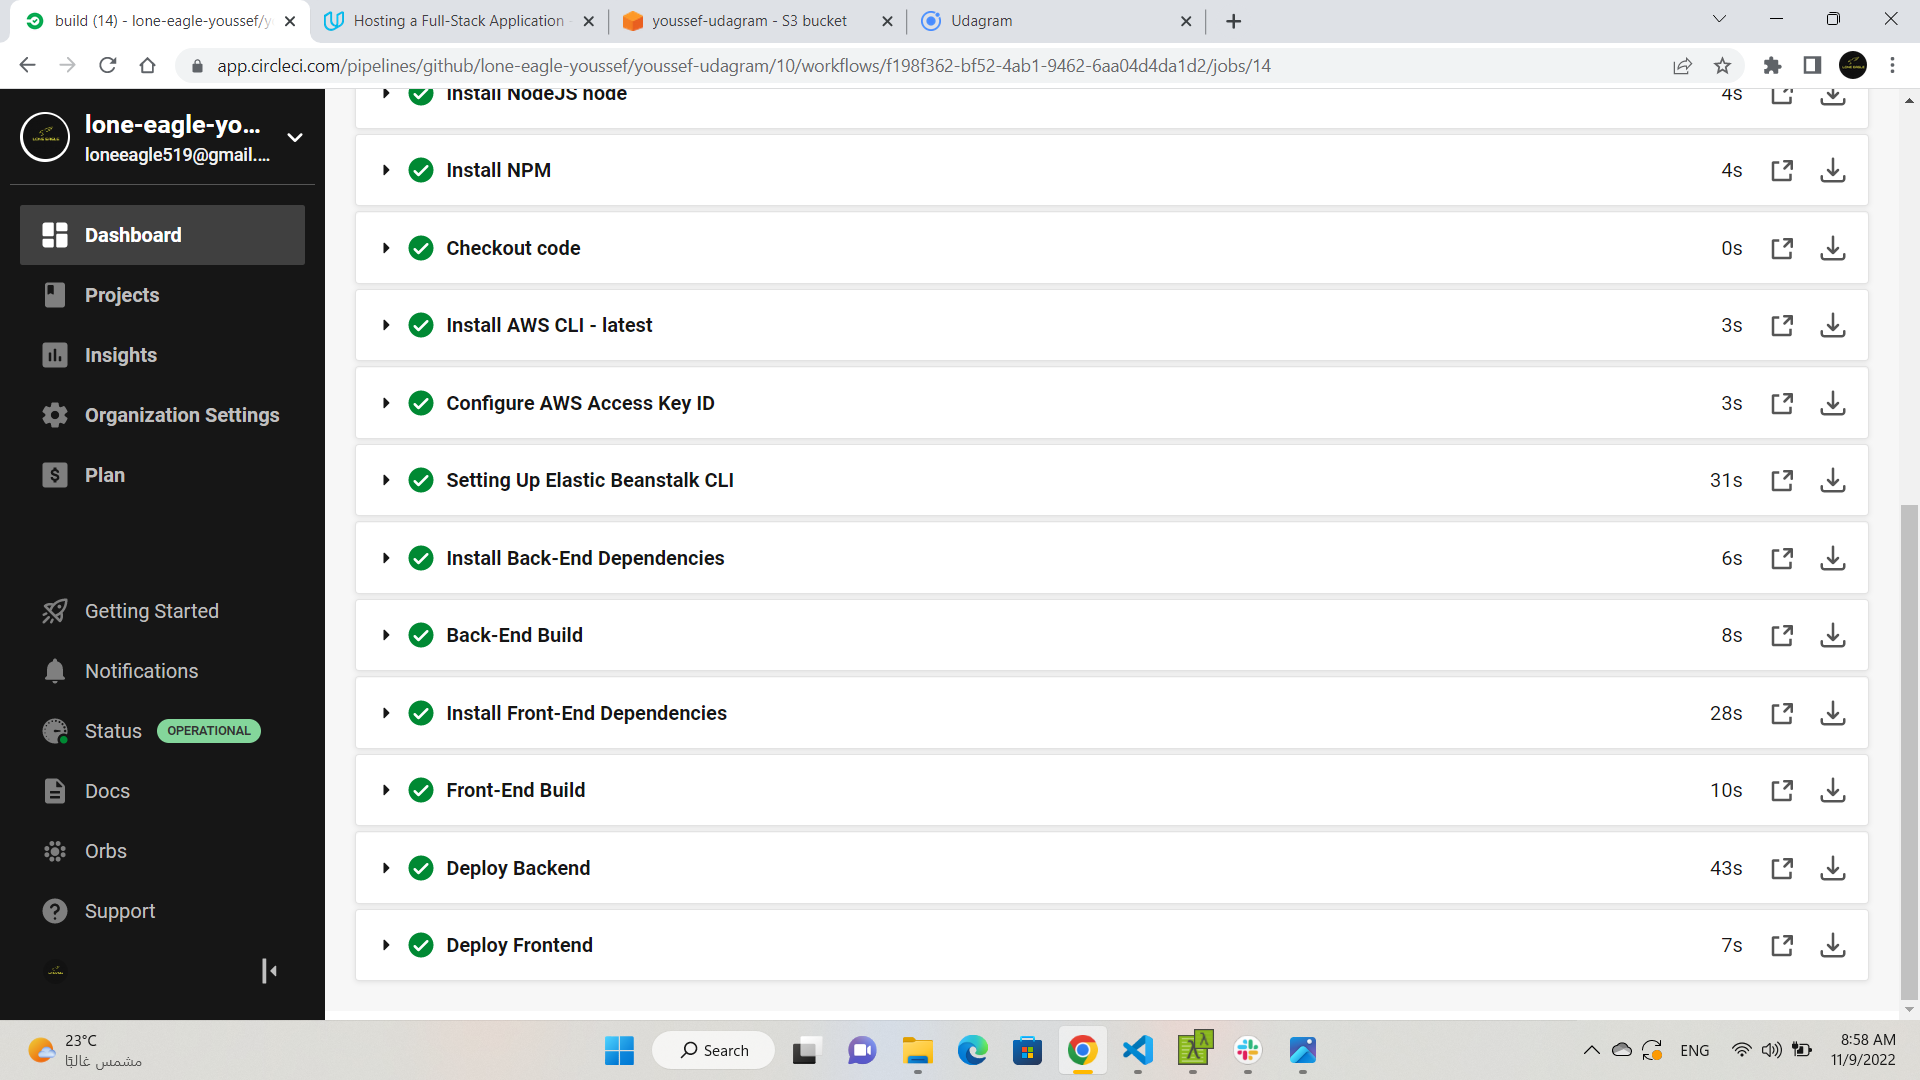 build (14) - lone-eagle-youssef/y
Hosting a Full-Stack Application
youssef-udagram - S3 bucket
Udagram
app.circleci.com/pipelines/github/lone-eagle-youssef/youssef-udagram/10/workflows/f198f362-bf52-4ab1-9462-6aa04d4da1d2/jobs/14
lone-eagle-yo...
loneeagle519@gmail....
Dashboard
Projects
Insights
Organization Settings
Plan
Getting Started
Notifications
Status OPERATIONAL
Docs
Orbs
Support
Install NodeJS node 4s
Install NPM 4s
Checkout code 0s
Install AWS CLI - latest 3s
Configure AWS Access Key ID 3s
Setting Up Elastic Beanstalk CLI 31s
Install Back-End Dependencies 6s
Back-End Build 8s
Install Front-End Dependencies 28s
Front-End Build 10s
Deploy Backend 43s
Deploy Frontend 7s
23°C
مشمس غالبًا
Search
ENG
8:58 AM
11/9/2022